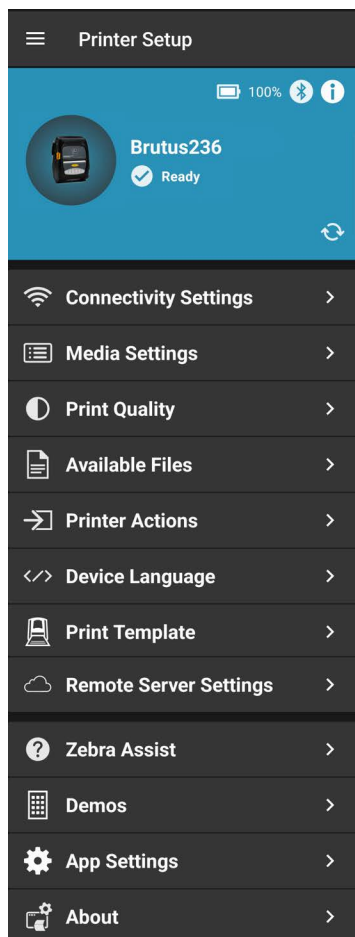 Printer Setup
100%
Brutus236
Ready
Connectivity Settings
Media Settings
Print Quality
Available Files
Printer Actions
Device Language
Print Template
Remote Server Settings
Zebra Assist
Demos
App Settings
About